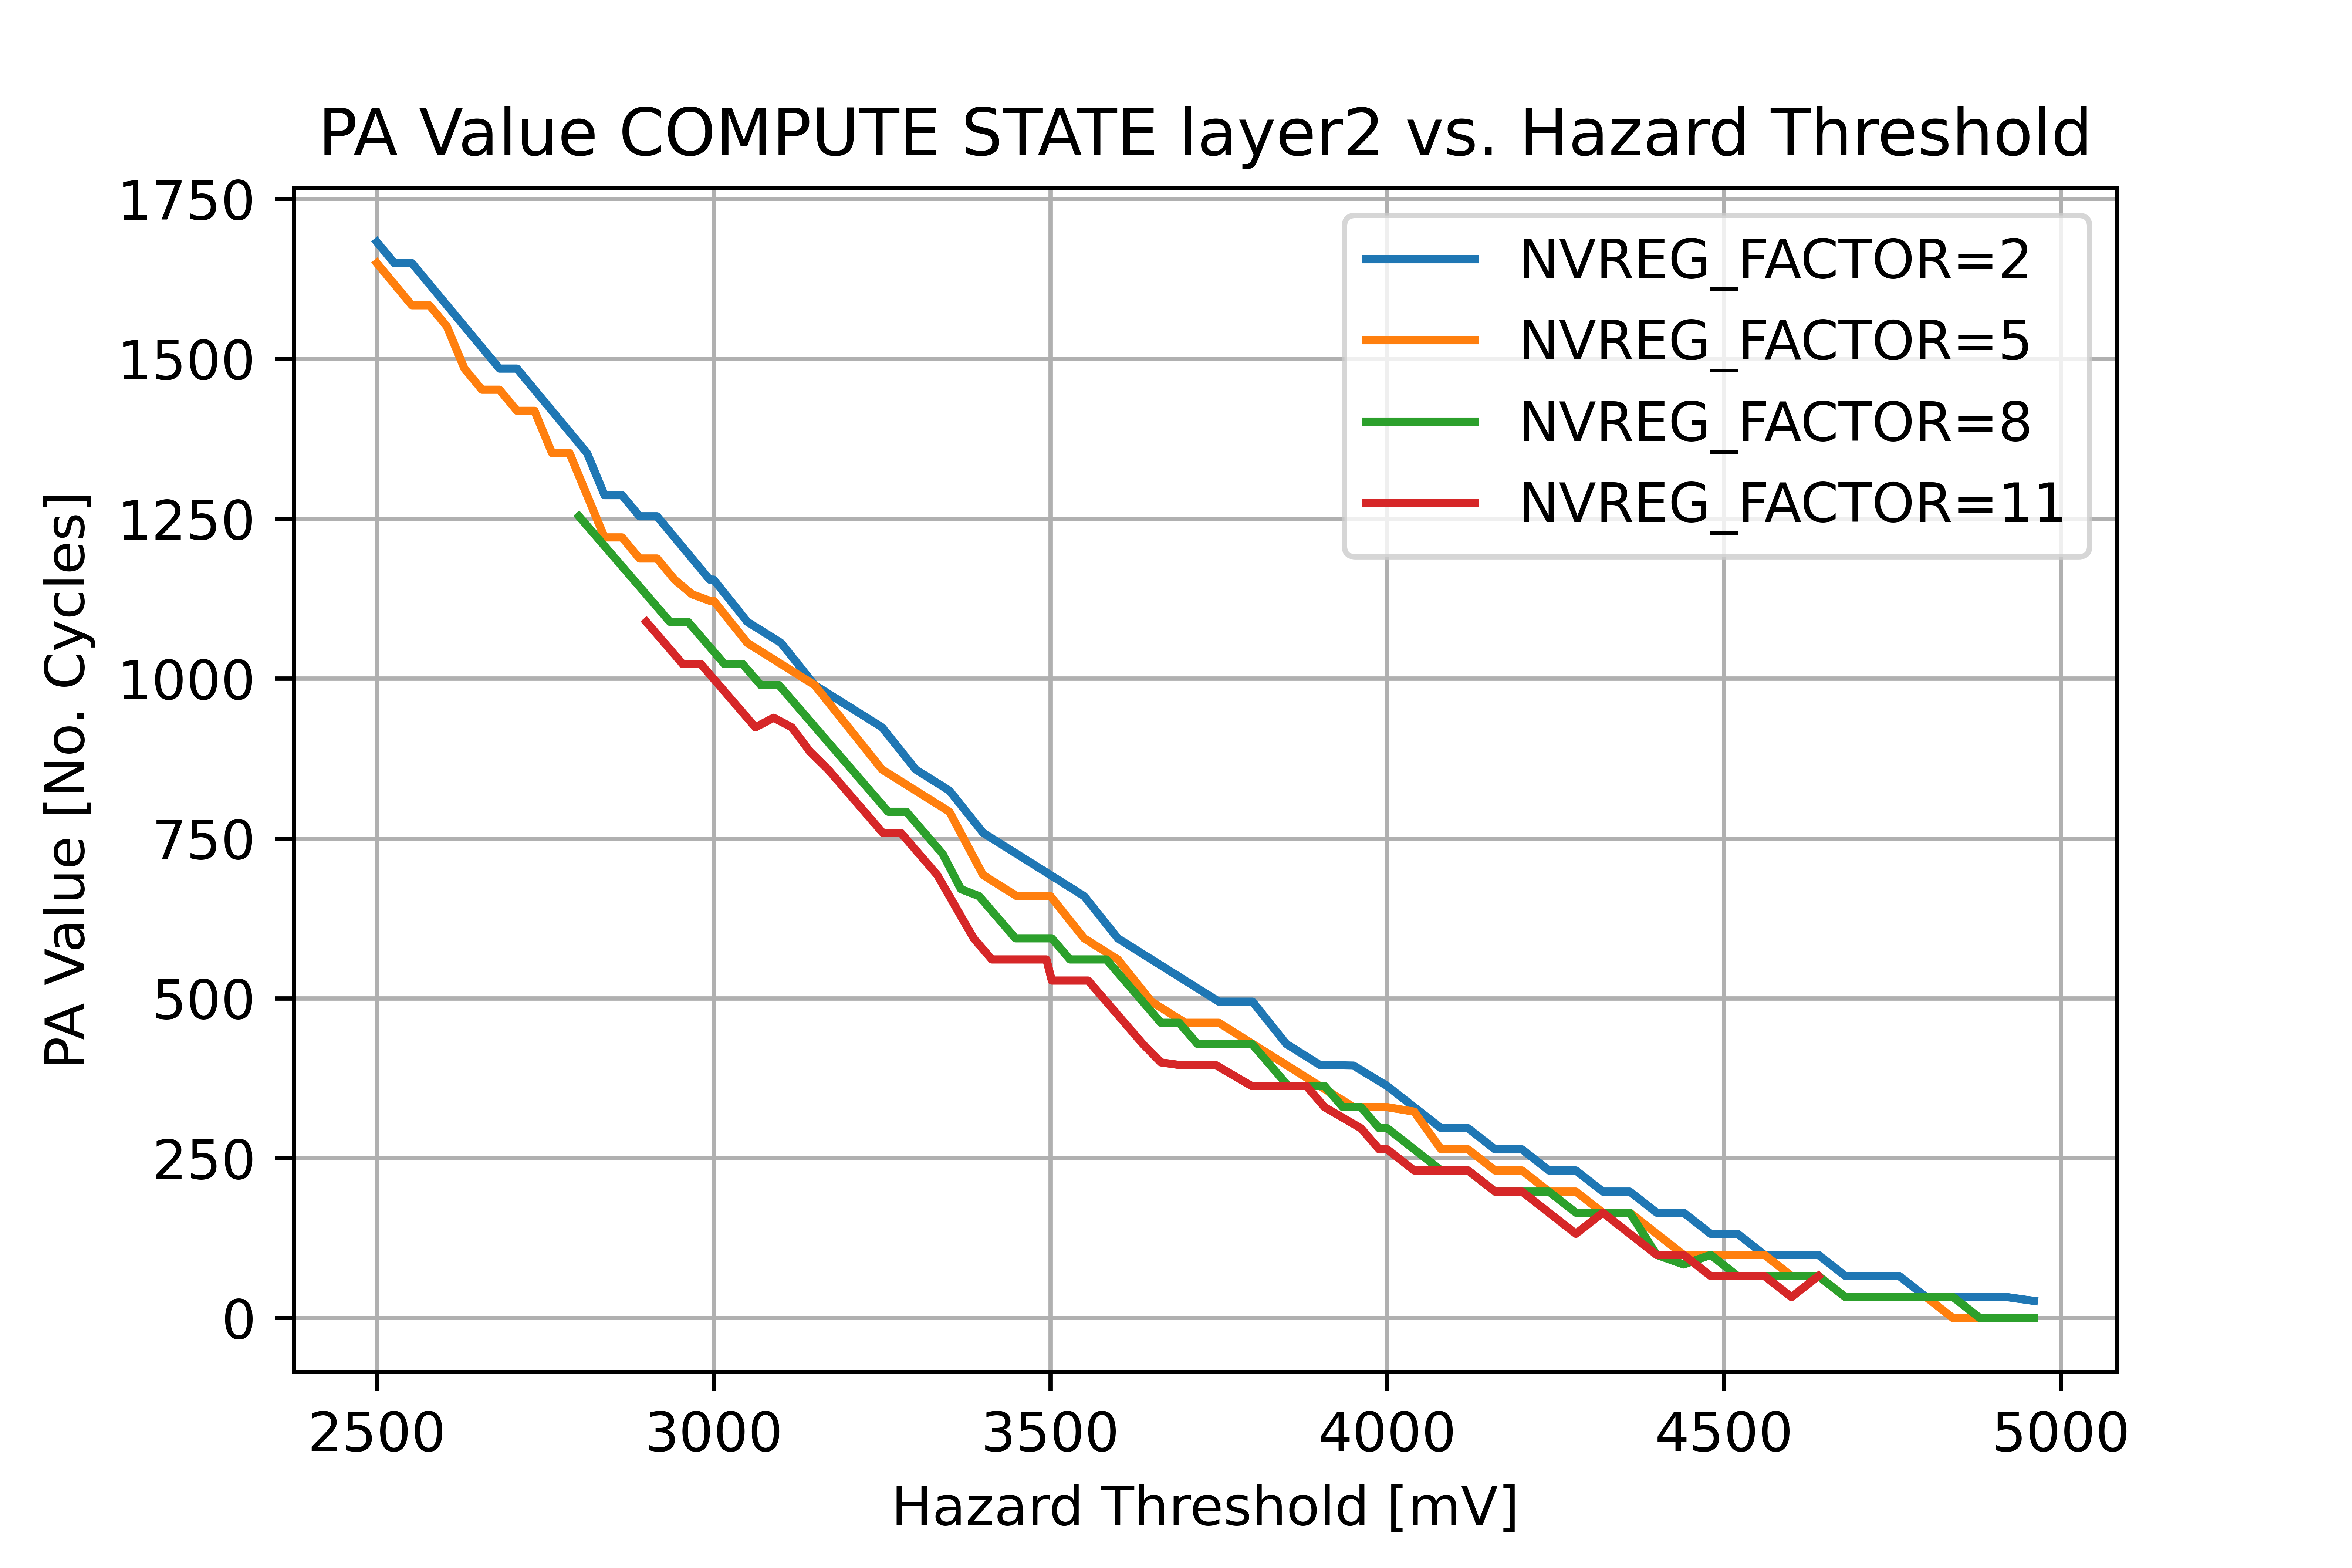 PA Value COMPUTE STATE layer2 vs. Hazard Threshold
1750
1500
1250
1000
750
500
250
0
PA Value [No. Cycles]
NVREG_FACTOR=2
NVREG_FACTOR=5
NVREG_FACTOR=8
NVREG_FACTOR=11
2500 3000 3500 4000 4500 5000
Hazard Threshold [mV]